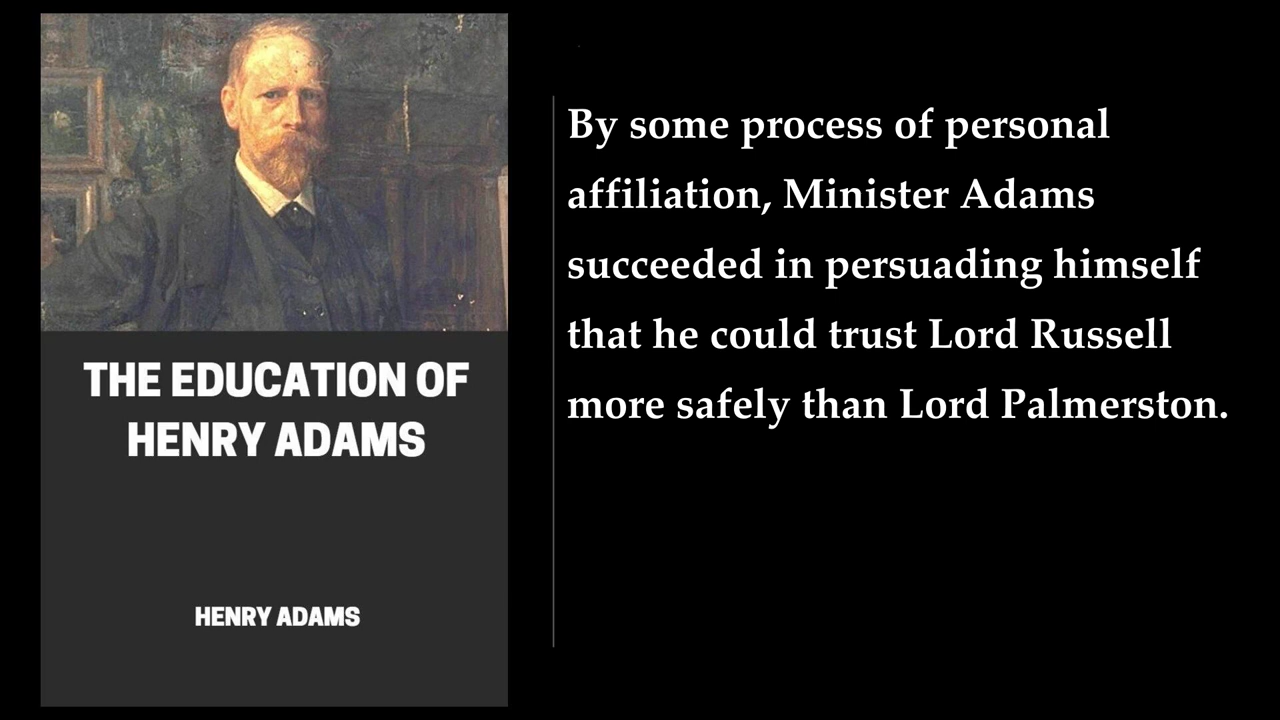 THE EDUCATION OF
HENRY ADAMS
HENRY ADAMS
By some process of personal
affiliation, Minister Adams
succeeded in persuading himself
that he could trust Lord Russell
more safely than Lord Palmerston.